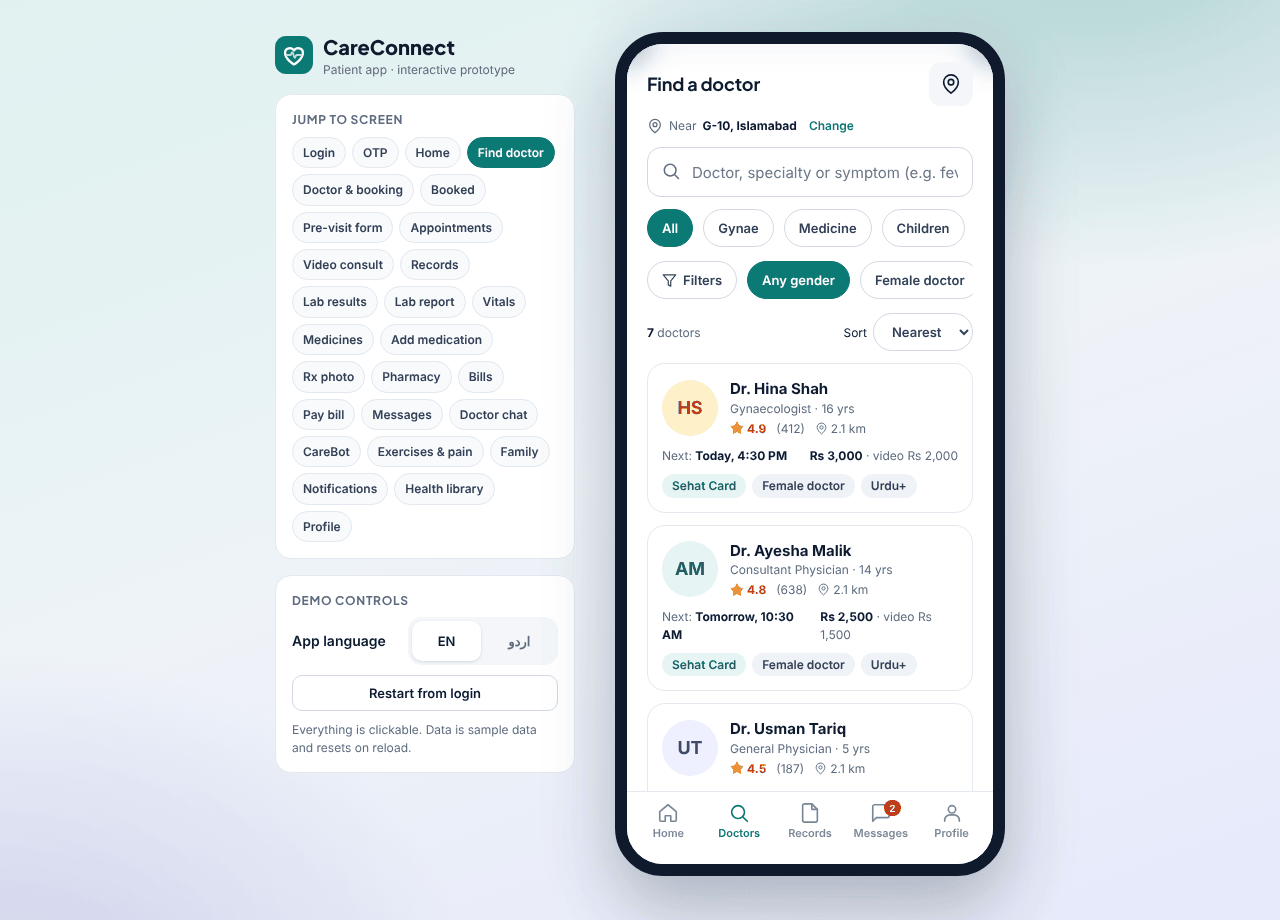 CareConnect
Patient app · interactive prototype
JUMP TO SCREEN
Login OTP Home Find doctor
Doctor & booking Booked
Pre-visit form Appointments
Video consult Records
Lab results Lab report Vitals
Medicines Add medication
Rx photo Pharmacy Bills
Pay bill Messages Doctor chat
CareBot Exercises & pain Family
Notifications Health library
Profile
DEMO CONTROLS
App language EN اردو
Restart from login
Everything is clickable. Data is sample data
and resets on reload.
Find a doctor
Near G-10, Islamabad Change
Doctor, specialty or symptom (e.g. fev
All Gynae Medicine Children
Filters Any gender Female doctor
7 doctors Sort Nearest
HS Dr. Hina Shah
Gynaecologist · 16 yrs
4.9 (412) 2.1 km
Next: Today, 4:30 PM Rs 3,000 · video Rs 2,000
Sehat Card Female doctor Urdu+
AM Dr. Ayesha Malik
Consultant Physician · 14 yrs
4.8 (638) 2.1 km
Next: Tomorrow, 10:30 Rs 2,500 · video Rs
AM 1,500
Sehat Card Female doctor Urdu+
UT Dr. Usman Tariq
General Physician · 5 yrs
4.5 (187) 2.1 km
2
Home Doctors Records Messages Profile